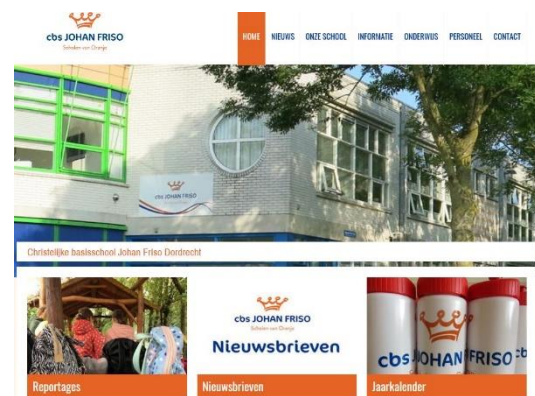 cbs JOHAN FRISO
Scholen van Oranje
HOME NIEUWS ONZE SCHOOL INFORMATIE ONDERWIJS PERSONEEL CONTACT
cbs JOHAN FRISO
Christelijke basisschool Johan Friso Dordrecht
cbs JOHAN FRISO
Scholen van Oranje
Nieuwsbrieven
cbs JOHAN FRISO cb
Reportages
Nieuwsbrieven
Jaarkalender